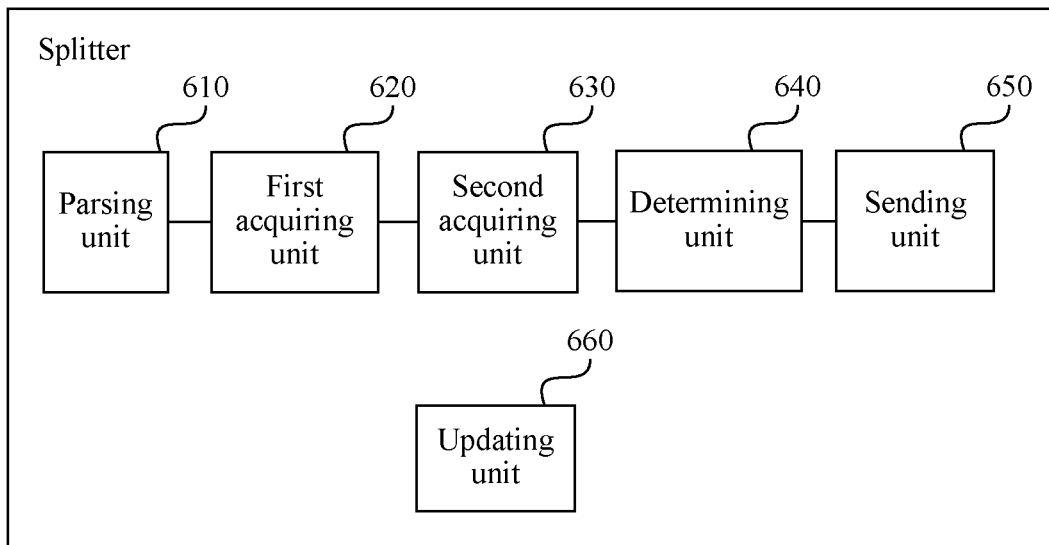 Splitter
610
620
630
640
650
Parsing
unit
First
acquiring
unit
Second
acquiring
unit
Determining
unit
Sending
unit
660
Updating
unit